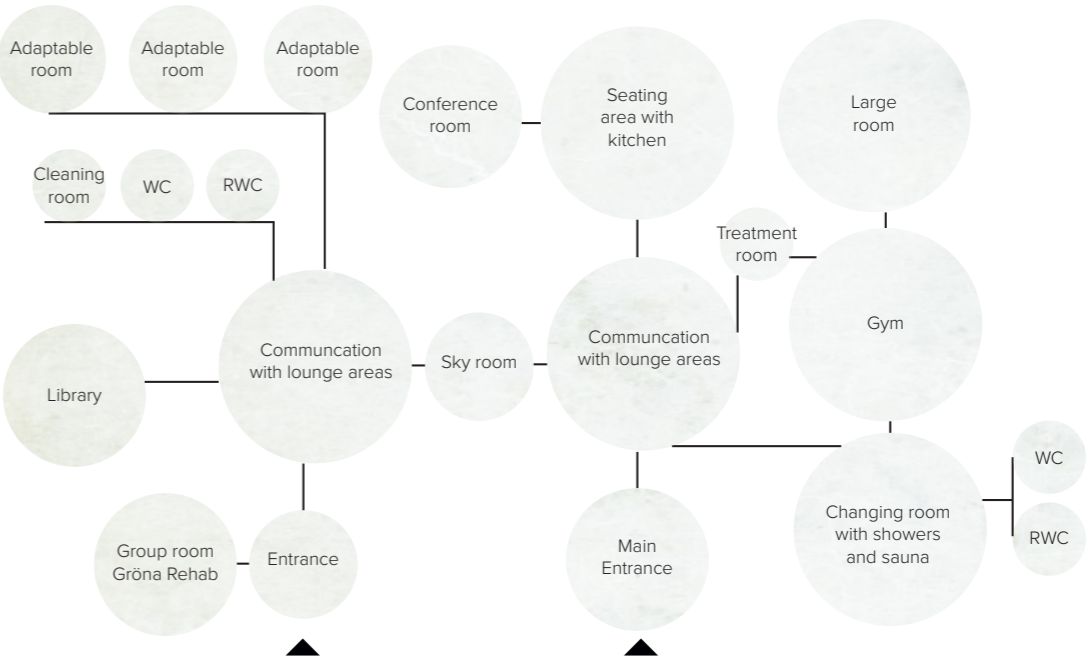 Adaptable
room
Adaptable
room
Adaptable
room
Conference
room
Seating
area with
kitchen
Large
room
Cleaning
room
WC
RWC
Treatment
room
Gym
Communcation
with lounge areas
Sky room
Communcation
with lounge areas
Library
Group room
Gröna Rehab
Entrance
Main
Entrance
Changing room
with showers
and sauna
WC
RWC